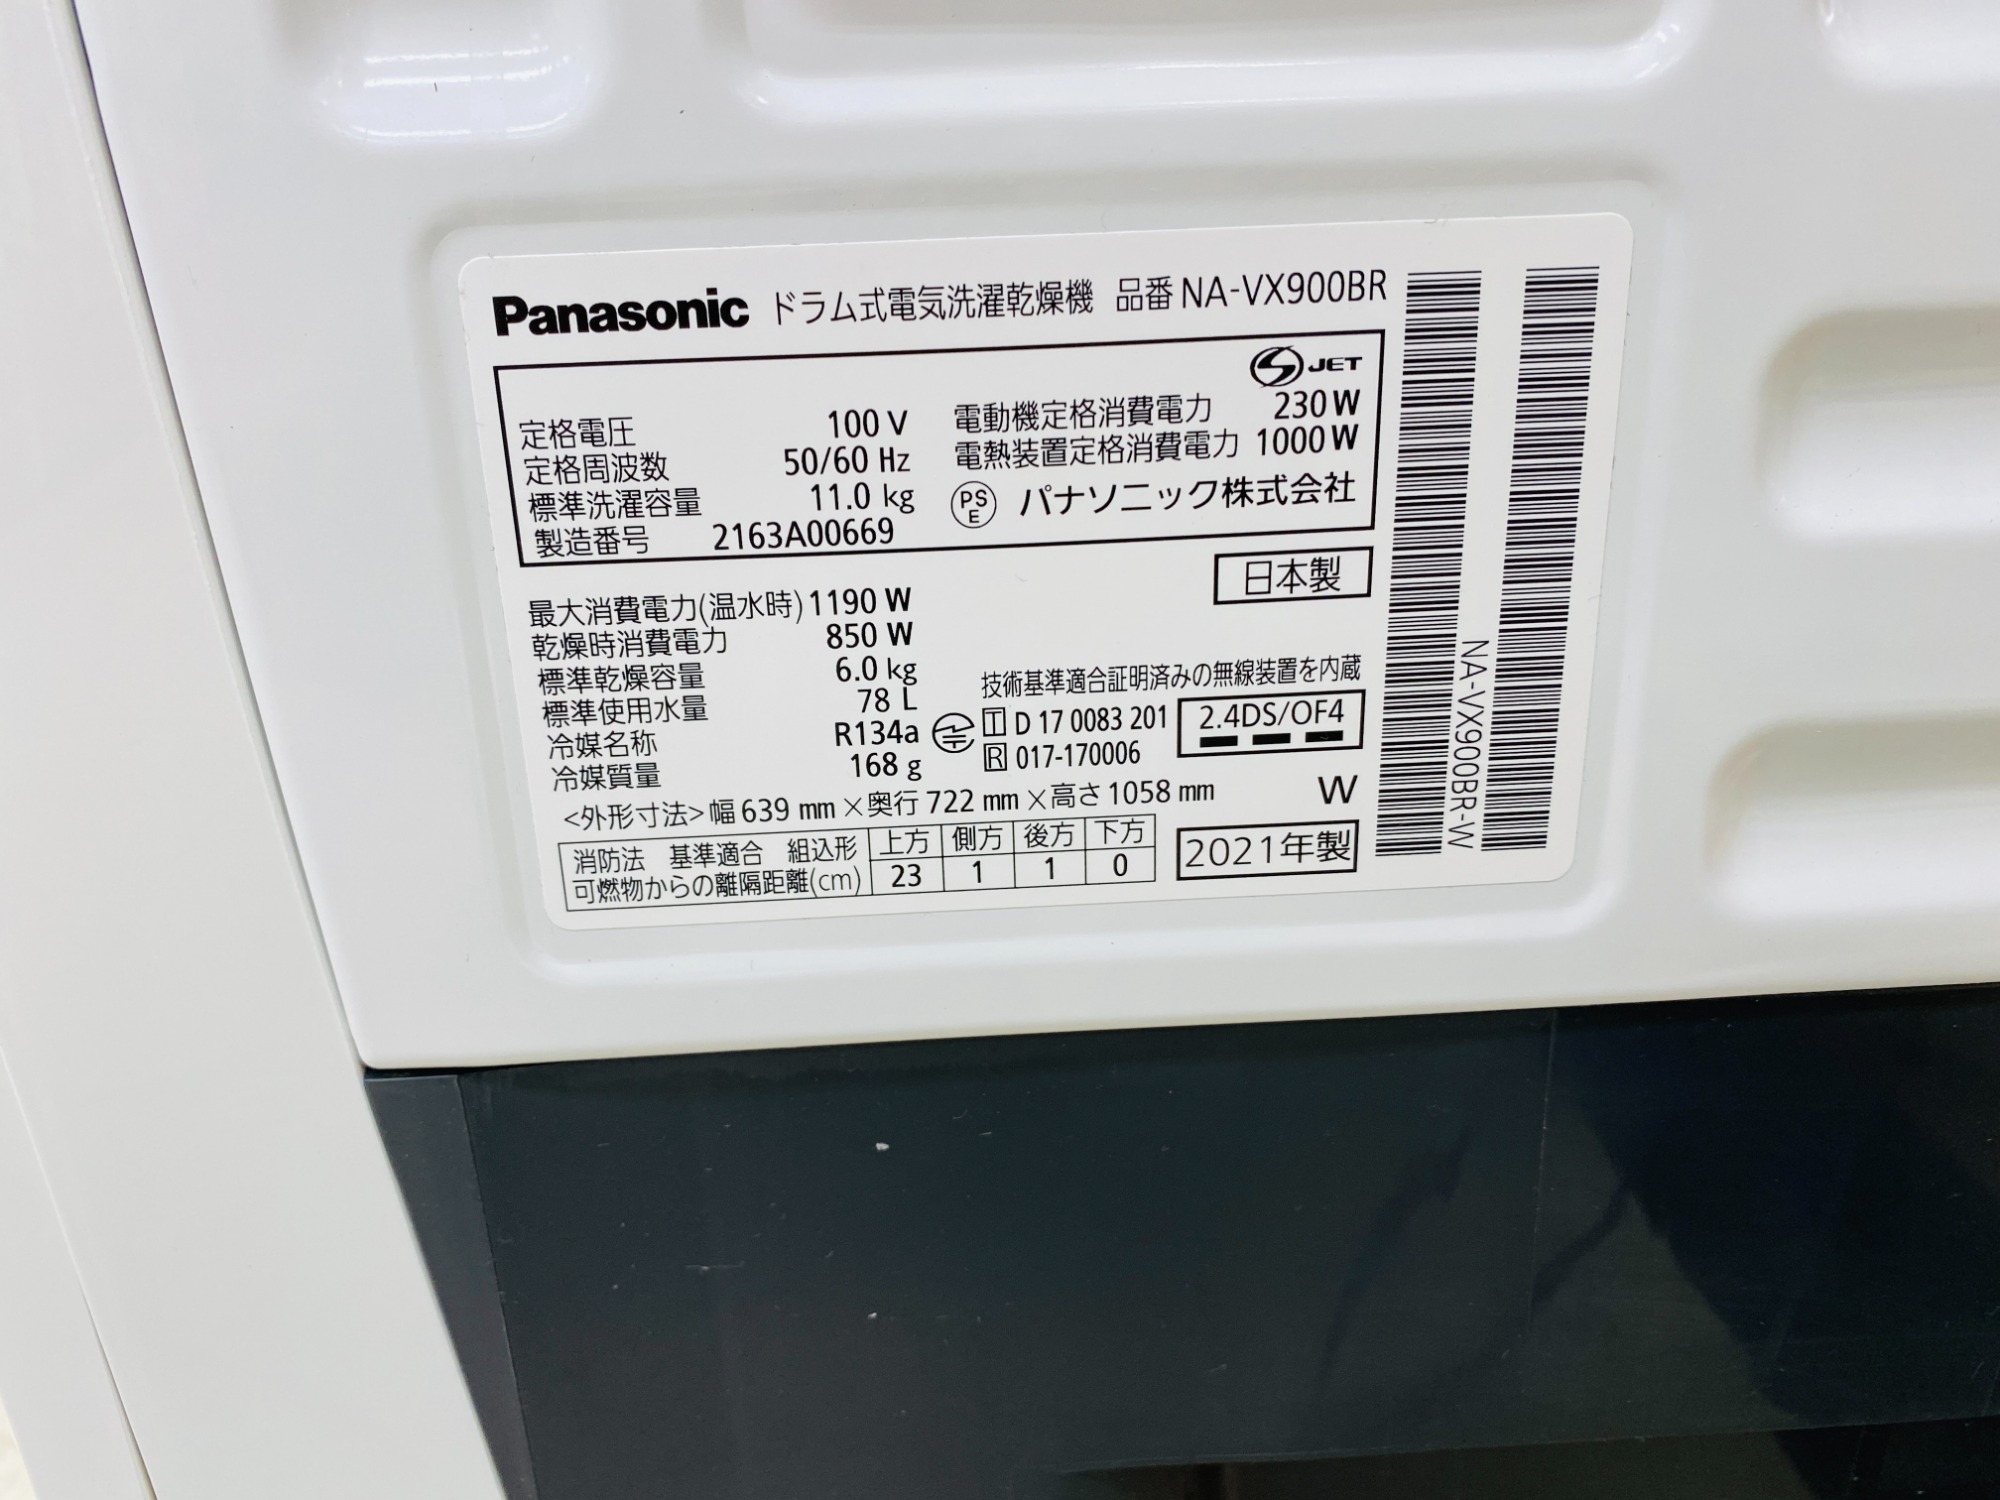 Panasonic ドラム式電気洗濯乾燥機 品番 NA-VX900BR
S JET
定格電圧 100 V 電動機定格消費電力 230 W
定格周波数 50/60 Hz 電熱装置定格消費電力 1000 W
標準洗濯容量 11.0 kg PS E パナソニック株式会社
製造番号 2163A00669
日本製
最大消費電力(温水時) 1190 W
乾燥時消費電力 850 W
標準乾燥容量 6.0 kg 技術基準適合証明済みの無線装置を内蔵
標準使用水量 78 L T D 17 0083 201 2.4DS/OF4
冷媒名称 R134a R 017-170006
冷媒質量 168 g
<外形寸法> 幅 639 mm × 奥行 722 mm × 高さ 1058 mm W
消防法 基準適合 組込形 上方 側方 後方 下方
可燃物からの離隔距離(cm) 23 1 1 0
2021年製
NA-VX900BR-W